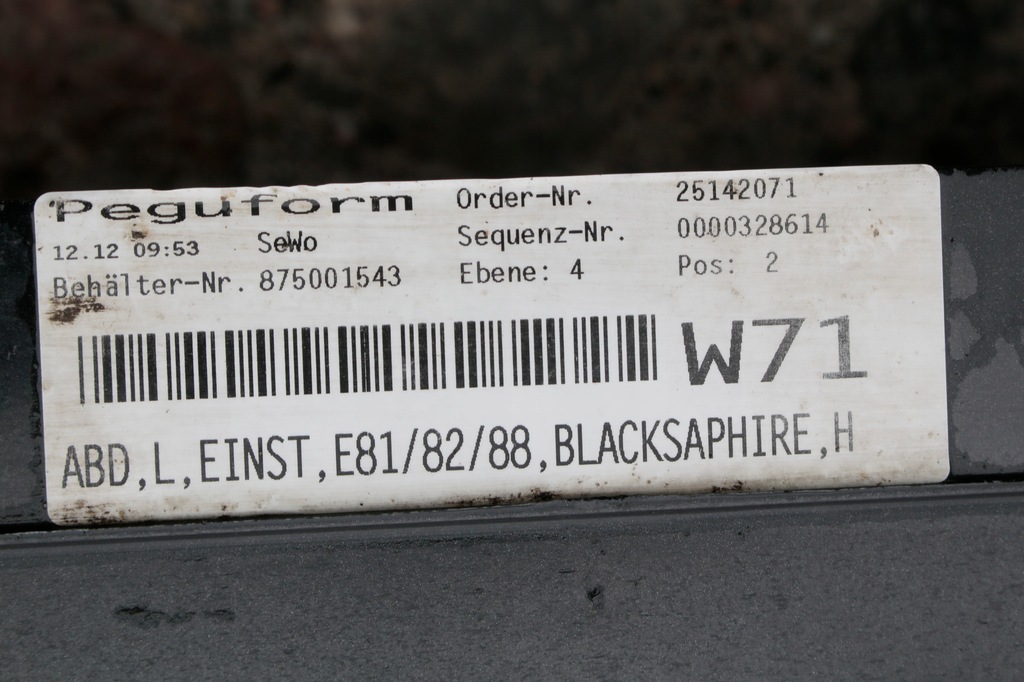 Peguform Order-Nr. 25142071
12.12 09:53 SeWo Sequenz-Nr. 0000328614
Behälter-Nr. 875001543 Ebene: 4 Pos: 2
W71
ABD,L,EINST,E81/82/88,BLACKSAPHIRE,H